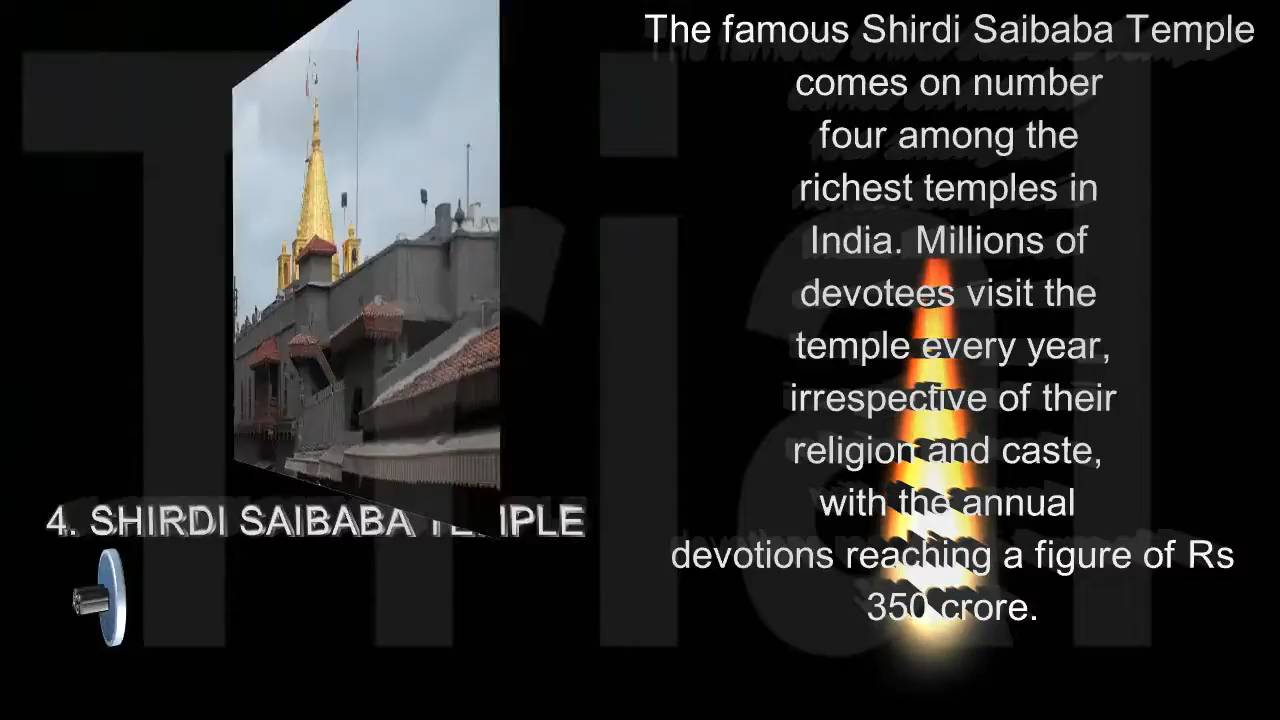 The famous Shirdi Saibaba Temple
comes on number
four among the
richest temples in
India. Millions of
devotees visit the
temple every year,
irrespective of their
religion and caste,
with the annual
devotions reaching a figure of Rs
350 crore.
4. SHIRDI SAIBABA TEMPLE
Trial